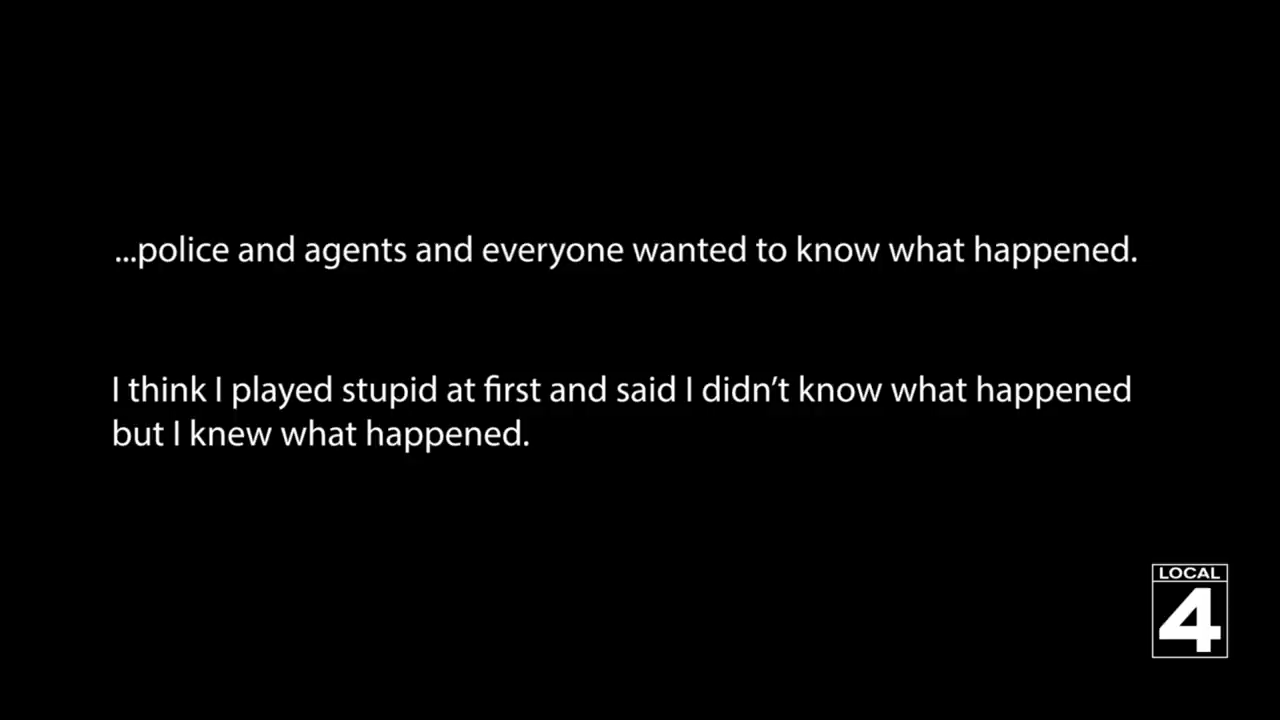 ...police and agents and everyone wanted to know what happened.
I think I played stupid at first and said I didn’t know what happened
but I knew what happened.
LOCAL
4